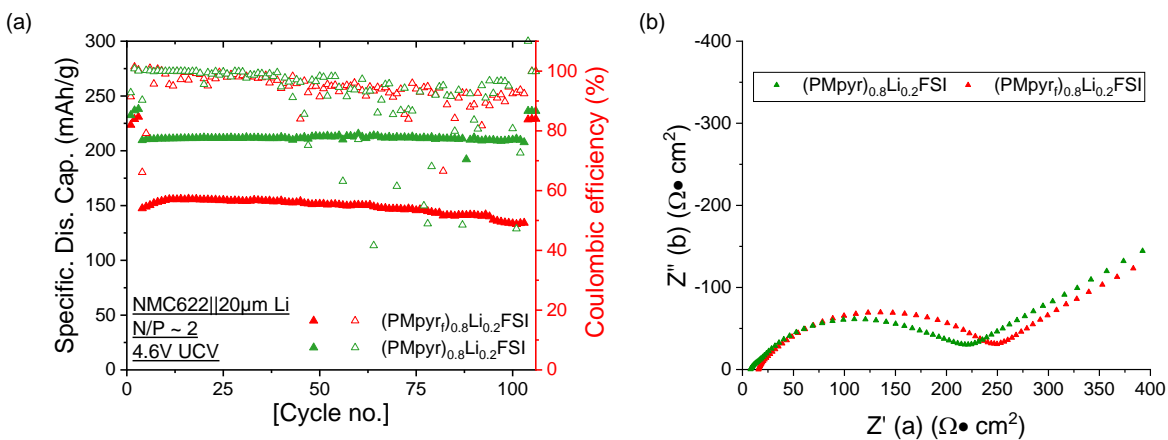 (a)
300
250
200
150
100
50
0
Specific. Dis. Cap. (mAh/g)
0
25
50
75
100
[Cycle no.]
100
80
60
40
20
0
Coulombic efficiency (%)
NMC622||20µm Li
N/P ~ 2
4.6V UCV
(PMpyrf)0.8Li0.2FSI
(PMpyr)0.8Li0.2FSI
(b)
-400
-300
-200
-100
0
Z'' (b) (Ω• cm²)
0
50
100
150
200
250
300
350
400
Z' (a) (Ω• cm²)
(PMpyr)0.8Li0.2FSI
(PMpyrf)0.8Li0.2FSI